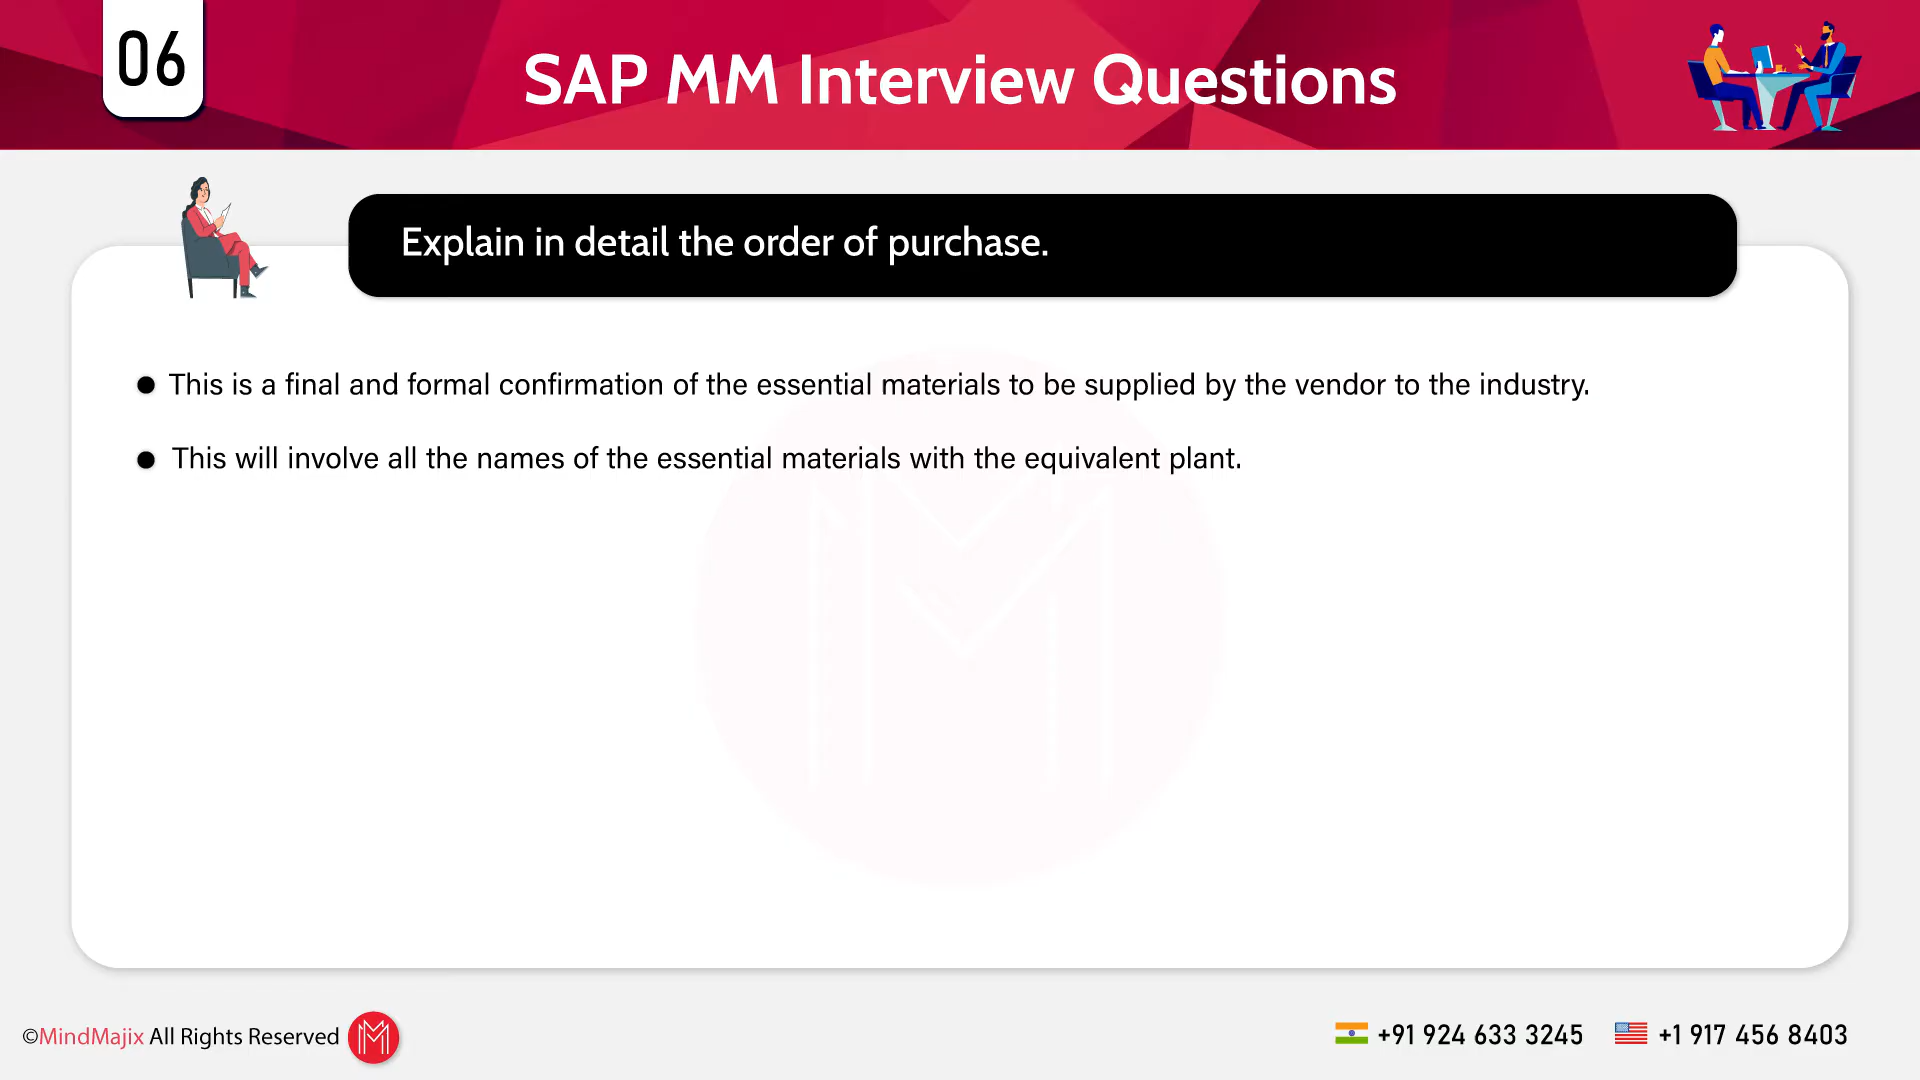 06
SAP MM Interview Questions
Explain in detail the order of purchase.
● This is a final and formal confirmation of the essential materials to be supplied by the vendor to the industry.
● This will involve all the names of the essential materials with the equivalent plant.
©MindMajix All Rights Reserved
+91 924 633 3245
+1 917 456 8403